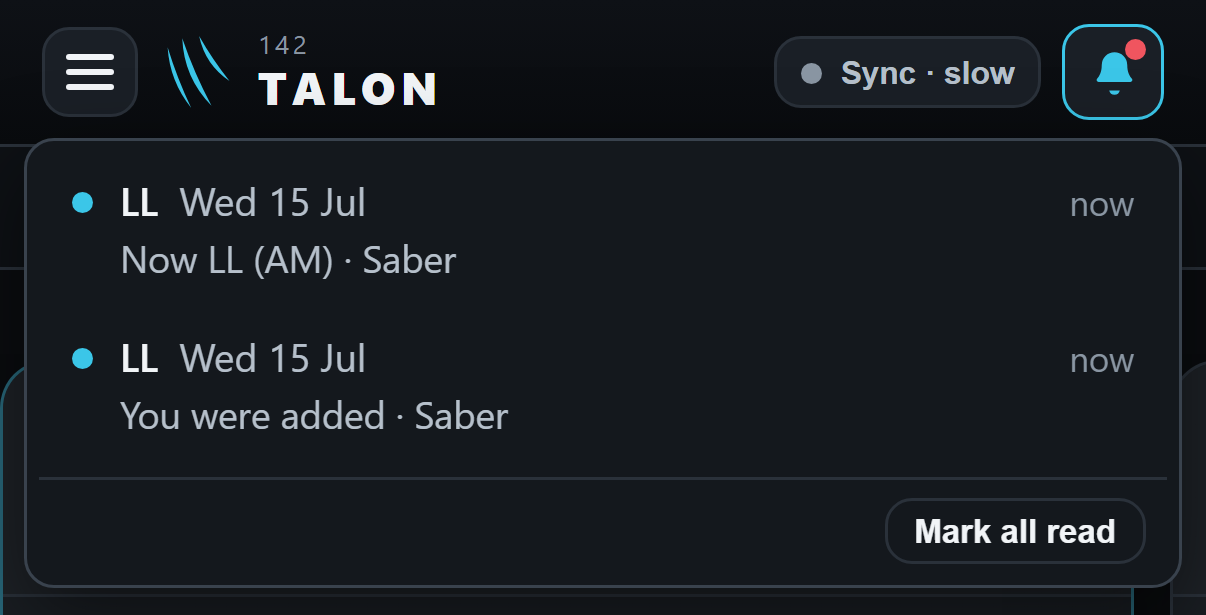 142
TALON
Sync · slow
LL Wed 15 Jul now
Now LL (AM) · Saber
LL Wed 15 Jul now
You were added · Saber
Mark all read